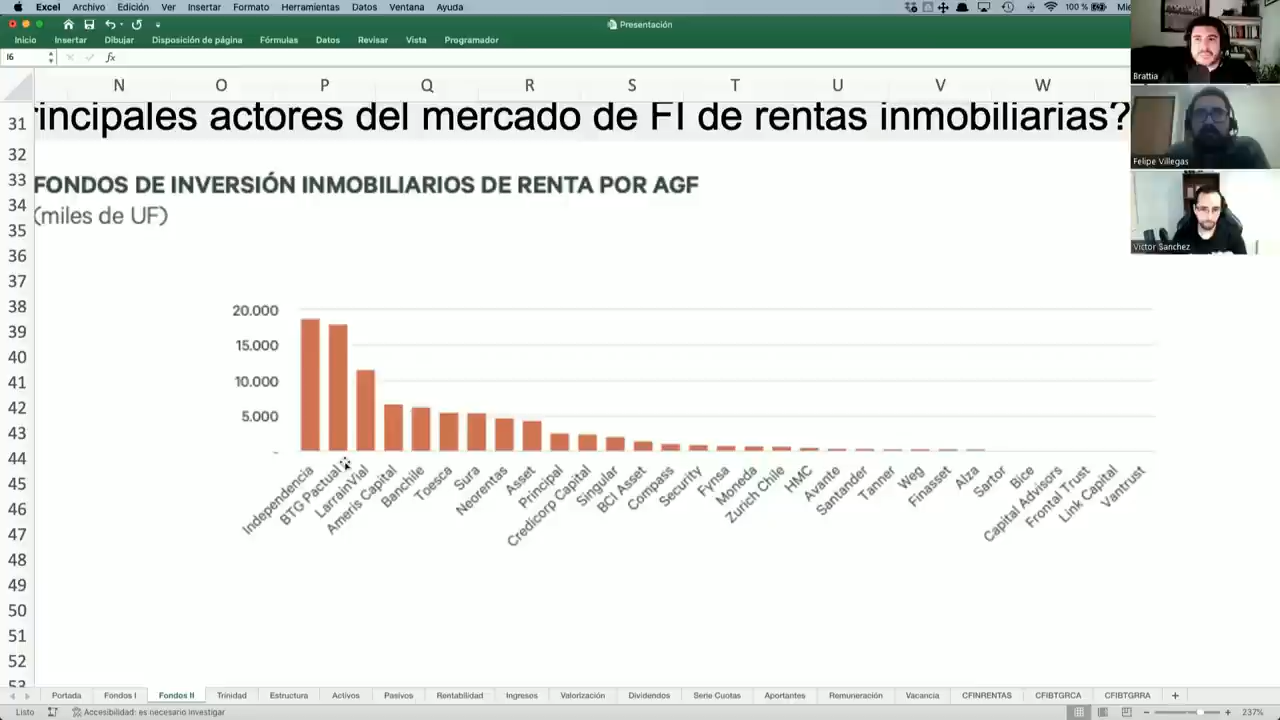 Excel Archivo Edición Ver Insertar Formato Herramientas Datos Ventana Ayuda 100 %
Presentación
Inicio Insertar Dibujar Disposición de página Fórmulas Datos Revisar Vista Programador
I6 fx
N O P Q R S T U V W
31 rincipales actores del mercado de FI de rentas inmobiliarias?
32
33 FONDOS DE INVERSIÓN INMOBILIARIOS DE RENTA POR AGF
34 (miles de UF)
35
36
37
38 20.000
39 15.000
40
41 10.000
42 5.000
43
44 -
45
46
47
48
49
50
51
52
53
Independencia
BTG Pactual
LarrainVial
Ameris Capital
Banchile
Toesca
Sura
Neorentas
Asset
Principal
Credicorp Capital
Singular
BCI Asset
Compass
Security
Fynsa
Moneda
Zurich Chile
HMC
Avante
Santander
Tanner
Weg
Finasset
Alza
Sartor
Bice
Capital Advisors
Frontal Trust
Link Capital
Vantrust
Brattia
Felipe Villegas
Victor Sanchez
Portada Fondos I Fondos II Trinidad Estructura Activos Pasivos Rentabilidad Ingresos Valorización Dividendos Serie Cuotas Aportantes Remuneración Vacancia CFINRENTAS CFIBTGRCA CFIBTGRRA +
Listo Accesibilidad: es necesario investigar 237%